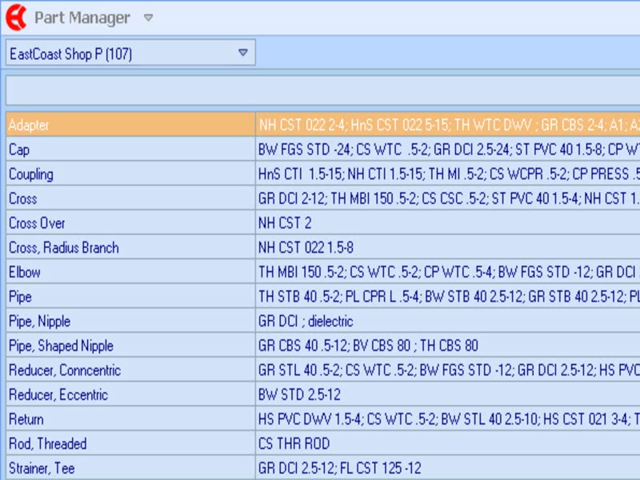 Part Manager
EastCoast Shop P (107)
Adapter NH CST 022 2-4; HnS CST 022 5-15; TH WTC DWV ; GR CBS 2-4; A1;
Cap BW FGS STD -24; CS WTC .5-2; GR DCI 2.5-24; ST PVC 40 1.5-8; CP
Coupling HnS CTI 1.5-15; NH CTI 1.5-15; TH MI .5-2; CS WCPR .5-2; CP PRESS
Cross GR DCI 2-12; TH MBI 150 .5-2; CS CSC .5-2; ST PVC 40 1.5-4; NH CST
Cross Over NH CST 2
Cross, Radius Branch NH CST 022 1.5-8
Elbow TH MBI 150 .5-2; CS WTC .5-2; CP WTC .5-4; BW FGS STD -12; GR DCI
Pipe TH STB 40 .5-2; PL CPR L .5-4; BW STB 40 2.5-12; GR STB 40 2.5-12;
Pipe, Nipple GR DCI ; dielectric
Pipe, Shaped Nipple GR CBS 40 .5-12; BV CBS 80 ; TH CBS 80
Reducer, Conncentric GR STL 40 .5-2; CS WTC .5-2; BW FGS STD -12; GR DCI 2.5-12; HS PVC
Reducer, Eccentric BW STD 2.5-12
Return HS PVC DWV 1.5-4; CS WTC .5-2; BW STL 40 2.5-10; HS CST 021 3-4;
Rod, Threaded CS THR ROD
Strainer, Tee GR DCI 2.5-12; FL CST 125 -12